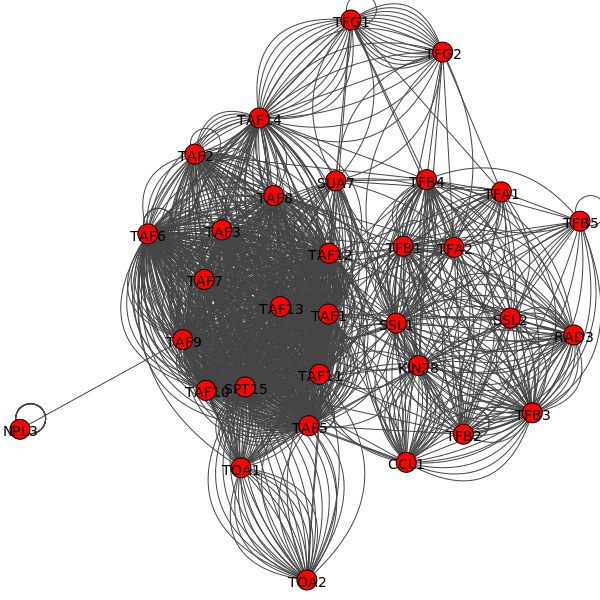 TFG1
TFG2
TAF14
TAF2
SUA7
TFB4
TFA1
TAF8
TFB5
TAF6
TAF3
TAF12
TFB1
TFA2
TAF7
TAF13
TAF1
SSL1
SSL2
RAD3
TAF9
KIN28
TAF11
TAF10
SPT15
TFB3
NPL3
TAF5
TFB2
CCL1
TOA1
TOA2